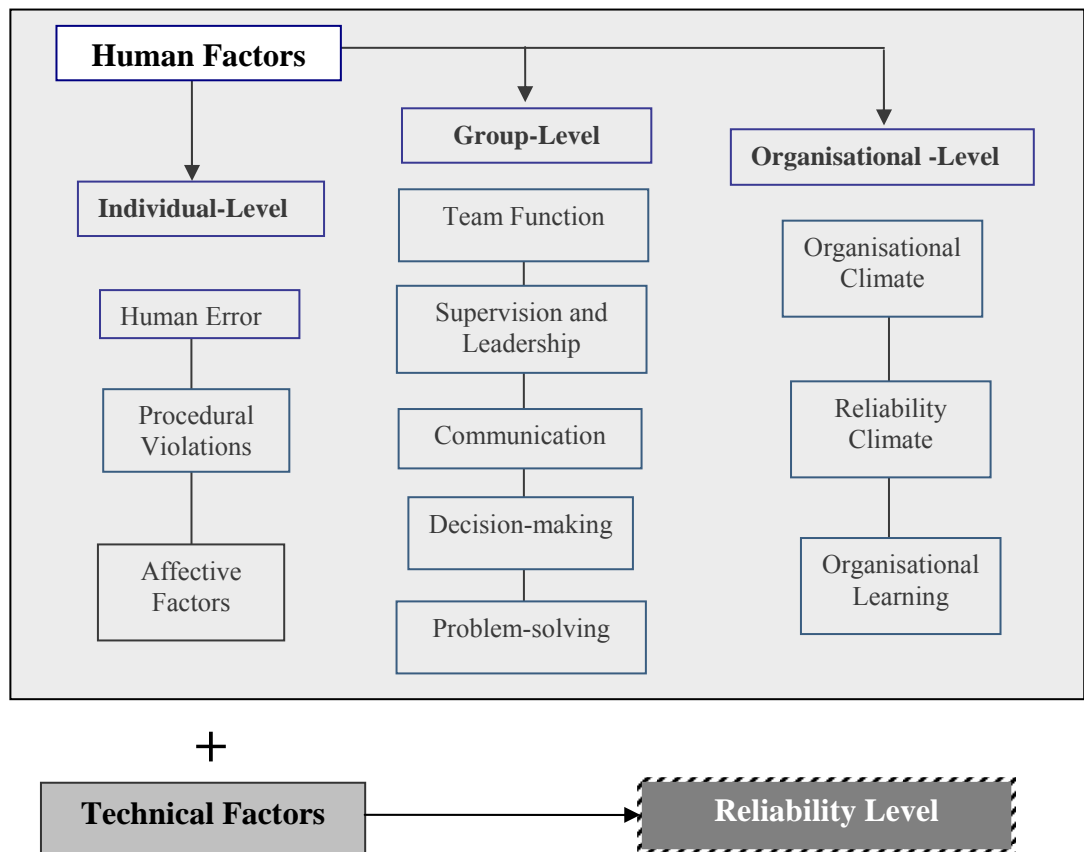 Human Factors
Individual-Level
Human Error
Procedural
Violations
Affective
Factors
Group-Level
Team Function
Supervision and
Leadership
Communication
Decision-making
Problem-solving
Organisational -Level
Organisational
Climate
Reliability
Climate
Organisational
Learning
+
Technical Factors
Reliability Level